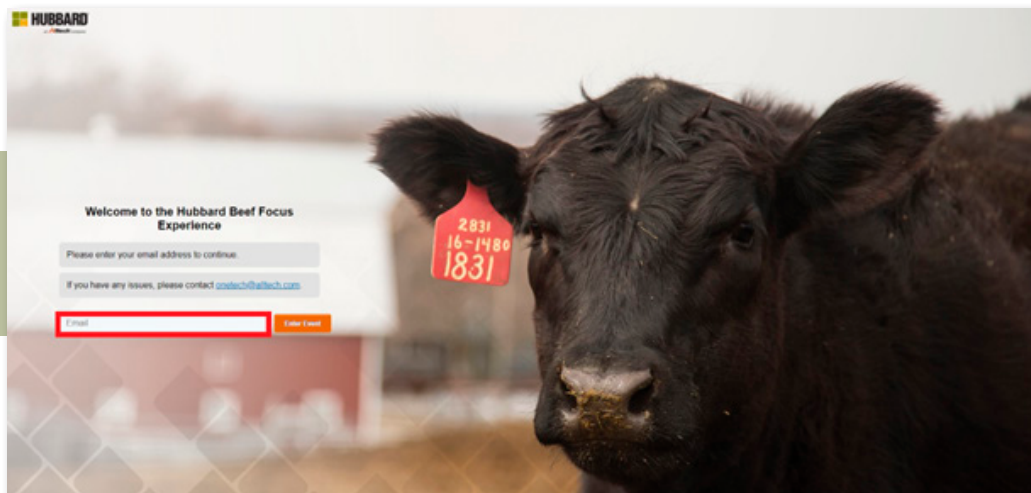 HUBBARD
Welcome to the Hubbard Beef Focus
Experience
Please enter your email address to continue.
If you have any issues, please contact onetech@alltech.com.
Email
Enter Event
2831
16-1480
1831